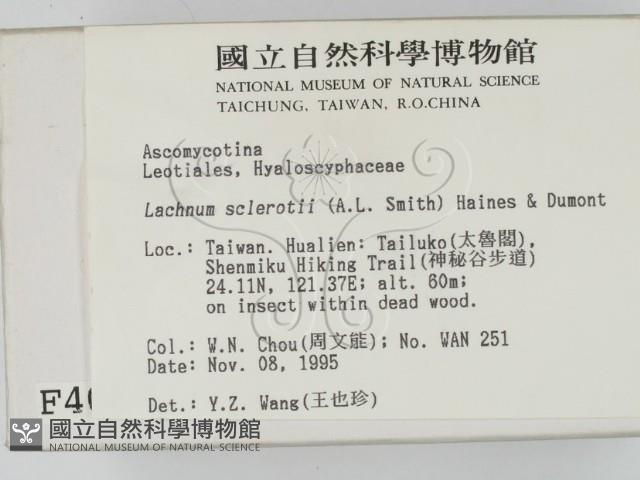 國立自然科學博物館
NATIONAL MUSEUM OF NATURAL SCIENCE
TAICHUNG, TAIWAN, R.O.CHINA
Ascomycotina
Leotiales, Hyaloscyphaceae
Lachnum sclerotii (A.L. Smith) Haines & Dumont
Loc.: Taiwan. Hualien: Tailuko(太魯閣),
Shenmiku Hiking Trail(神秘谷步道)
24.11N, 121.37E; alt. 60m;
on insect within dead wood.
Col.: W.N. Chou(周文能); No. WAN 251
Date: Nov. 08, 1995
Det.: Y.Z. Wang(王也珍)
國立自然科學博物館
NATIONAL MUSEUM OF NATURAL SCIENCE